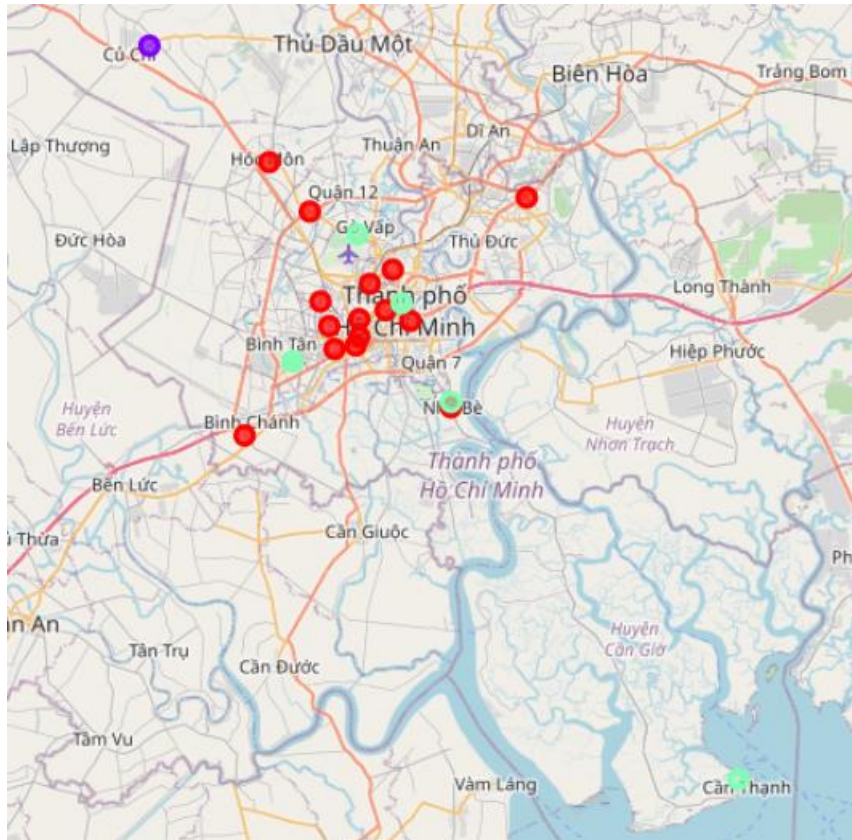 Thủ Dầu Một
Củ Chi
Biên Hòa
Trảng Bom
Dĩ An
Lập Thượng
Thuận An
Hóc Môn
Quận 12
Gò Vấp
Đức Hòa
Thủ Đức
Long Thành
Thành phố
Hồ Chí Minh
Bình Tân
Hiệp Phước
Quận 7
Nhà Bè
Huyện
Bến Lức
Bình Chánh
Huyện
Nhơn Trạch
Thành phố
Hồ Chí Minh
Bến Lức
Cần Giuộc
Thừa
Ph
An
Tân Trụ
Huyện
Cần Giờ
Cần Đước
Tầm Vu
Vàm Láng
Cần Thạnh